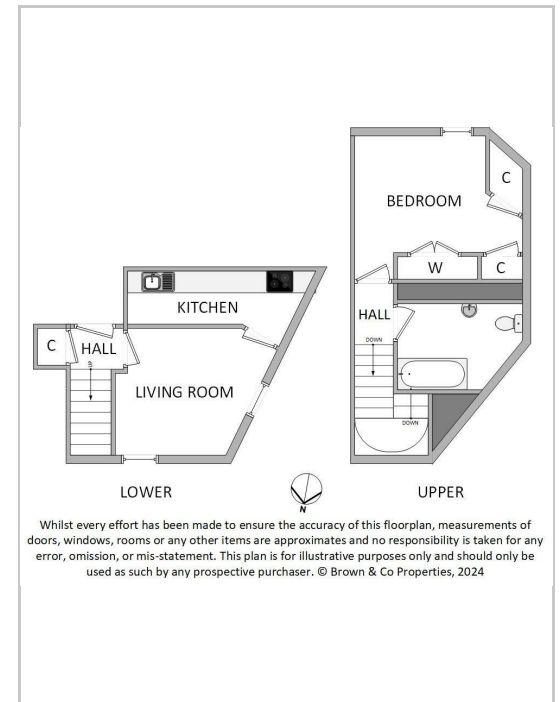 C
BEDROOM
W
C
KITCHEN
HALL
DOWN
C
HALL
UP
LIVING ROOM
DOWN
LOWER
N
UPPER
Whilst every effort has been made to ensure the accuracy of this floorplan, measurements of
doors, windows, rooms or any other items are approximates and no responsibility is taken for any
error, omission, or mis-statement. This plan is for illustrative purposes only and should only be
used as such by any prospective purchaser. © Brown & Co Properties, 2024